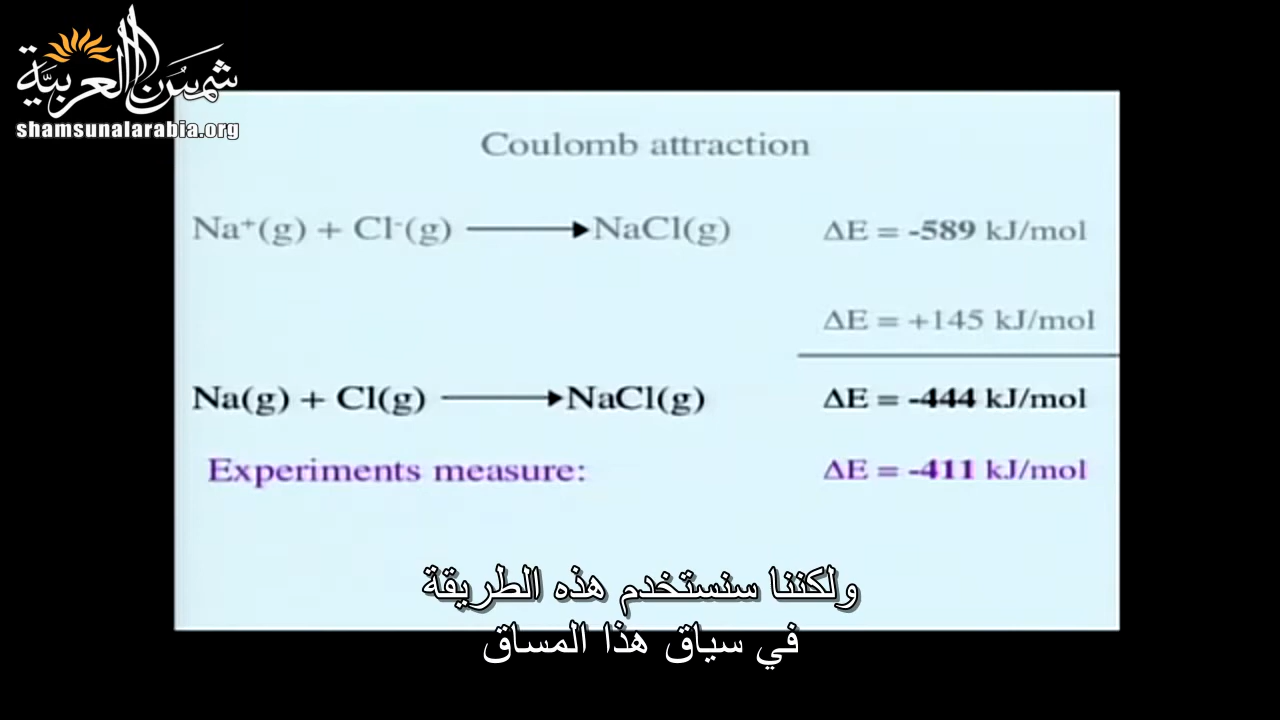 شمس العربية
shamsunalarabia.org
Coulomb attraction
Na⁺(g) + Cl⁻(g) ⟶ NaCl(g) ΔE = -589 kJ/mol
ΔE = +145 kJ/mol
Na(g) + Cl(g) ⟶ NaCl(g) ΔE = -444 kJ/mol
Experiments measure: ΔE = -411 kJ/mol
ولكننا سنستخدم هذه الطريقة
في سياق هذا المساق